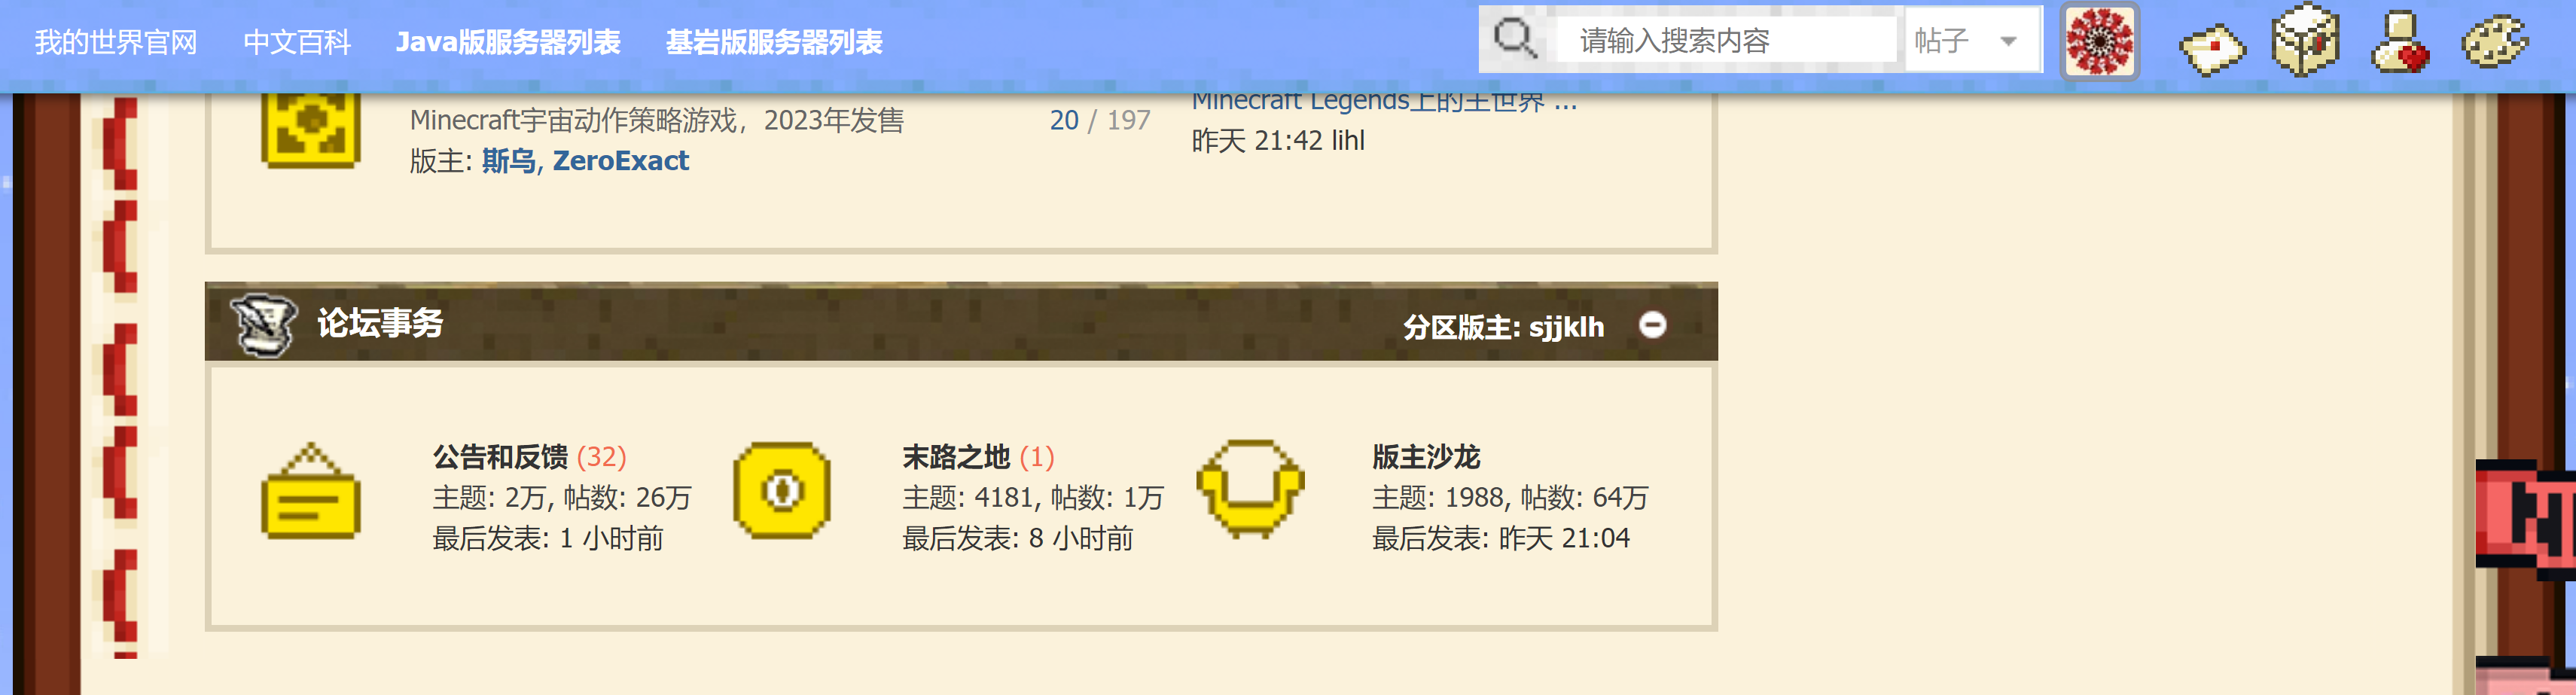 我的世界官网 中文百科 Java版服务器列表 基岩版服务器列表 请输入搜索内容 帖子
Minecraft宇宙动作策略游戏，2023年发售
版主: 斯乌, ZeroExact
20 / 197
Minecraft Legends上的主世界 ...
昨天 21:42 lihl
论坛事务
分区版主: sjjklh
公告和反馈 (32)
主题: 2万, 帖数: 26万
最后发表: 1 小时前
末路之地 (1)
主题: 4181, 帖数: 1万
最后发表: 8 小时前
版主沙龙
主题: 1988, 帖数: 64万
最后发表: 昨天 21:04